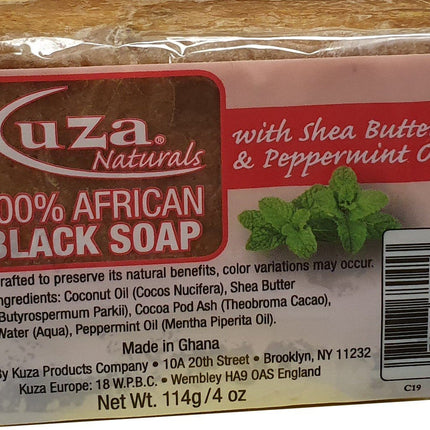 Kuza®
Naturals
with Shea Butte
& Peppermint O
00% AFRICAN
BLACK SOAP
rafted to preserve its natural benefits, color variations may occur.
ngredients: Coconut Oil (Cocos Nucifera), Shea Butter
Butyrospermum Parkii), Cocoa Pod Ash (Theobroma Cacao),
Water (Aqua), Peppermint Oil (Mentha Piperita Oil).
Made in Ghana
By Kuza Products Company • 10A 20th Street • Brooklyn, NY 11232
Kuza Europe: 18 W.P.B.C. • Wembley HA9 OAS England
Net Wt. 114g/4 oz
C19